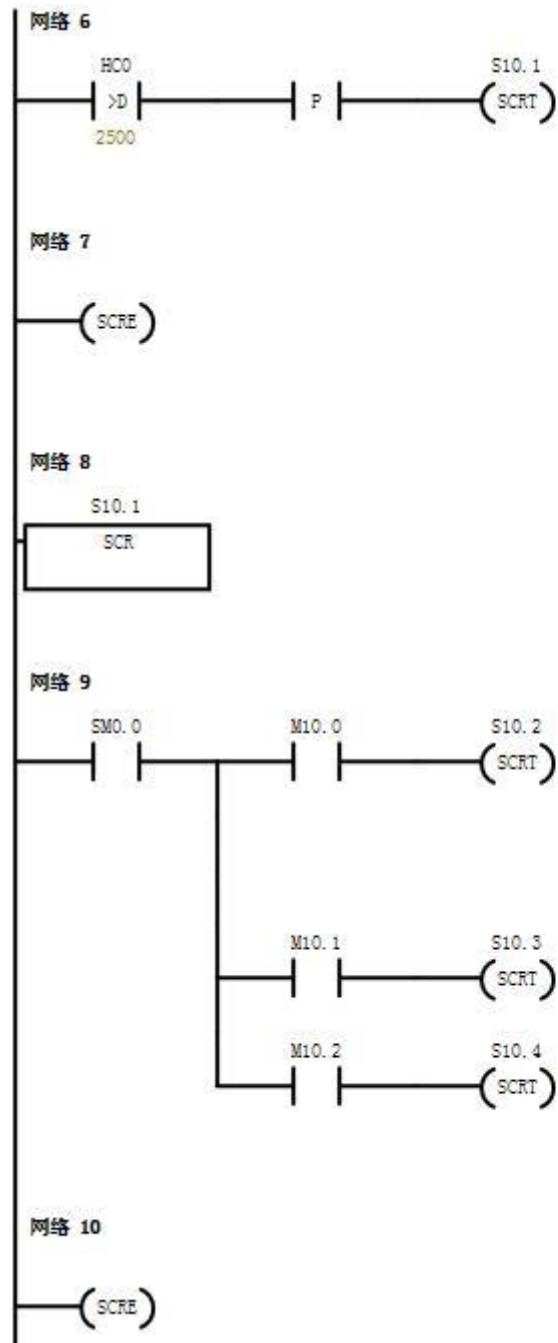 网络 6
HC0 S10.1
>D P SCRT
2500
网络 7
SCRE
网络 8
S10.1
SCR
网络 9
SM0.0 M10.0 S10.2
SCRT
M10.1 S10.3
SCRT
M10.2 S10.4
SCRT
网络 10
SCRE